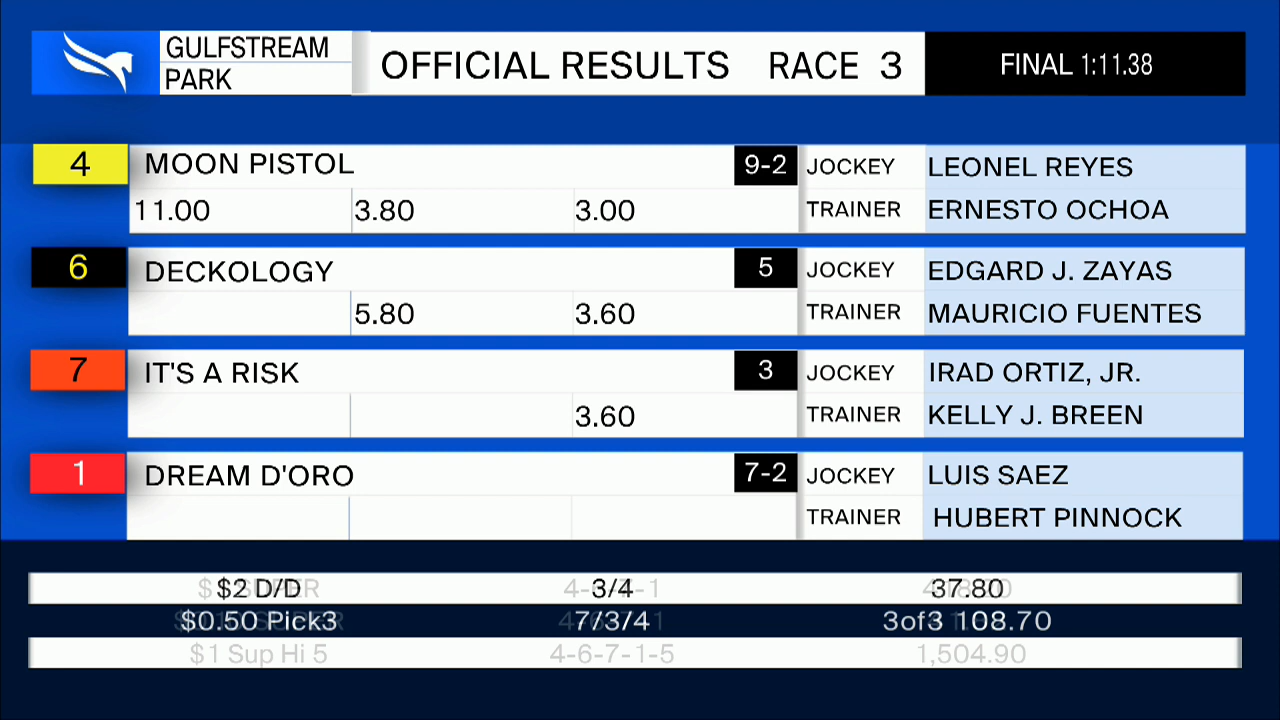 GULFSTREAM
PARK
OFFICIAL RESULTS RACE 3
FINAL 1:11.38
4 MOON PISTOL 9-2 JOCKEY LEONEL REYES
11.00 3.80 3.00 TRAINER ERNESTO OCHOA
6 DECKOLOGY 5 JOCKEY EDGARD J. ZAYAS
5.80 3.60 TRAINER MAURICIO FUENTES
7 IT'S A RISK 3 JOCKEY IRAD ORTIZ, JR.
3.60 TRAINER KELLY J. BREEN
1 DREAM D'ORO 7-2 JOCKEY LUIS SAEZ
TRAINER HUBERT PINNOCK
$2 D/D 3/4 37.80
$0.50 Pick3 7/3/4 3of3 108.70
$1 Sup Hi 5 4-6-7-1-5 1,504.90